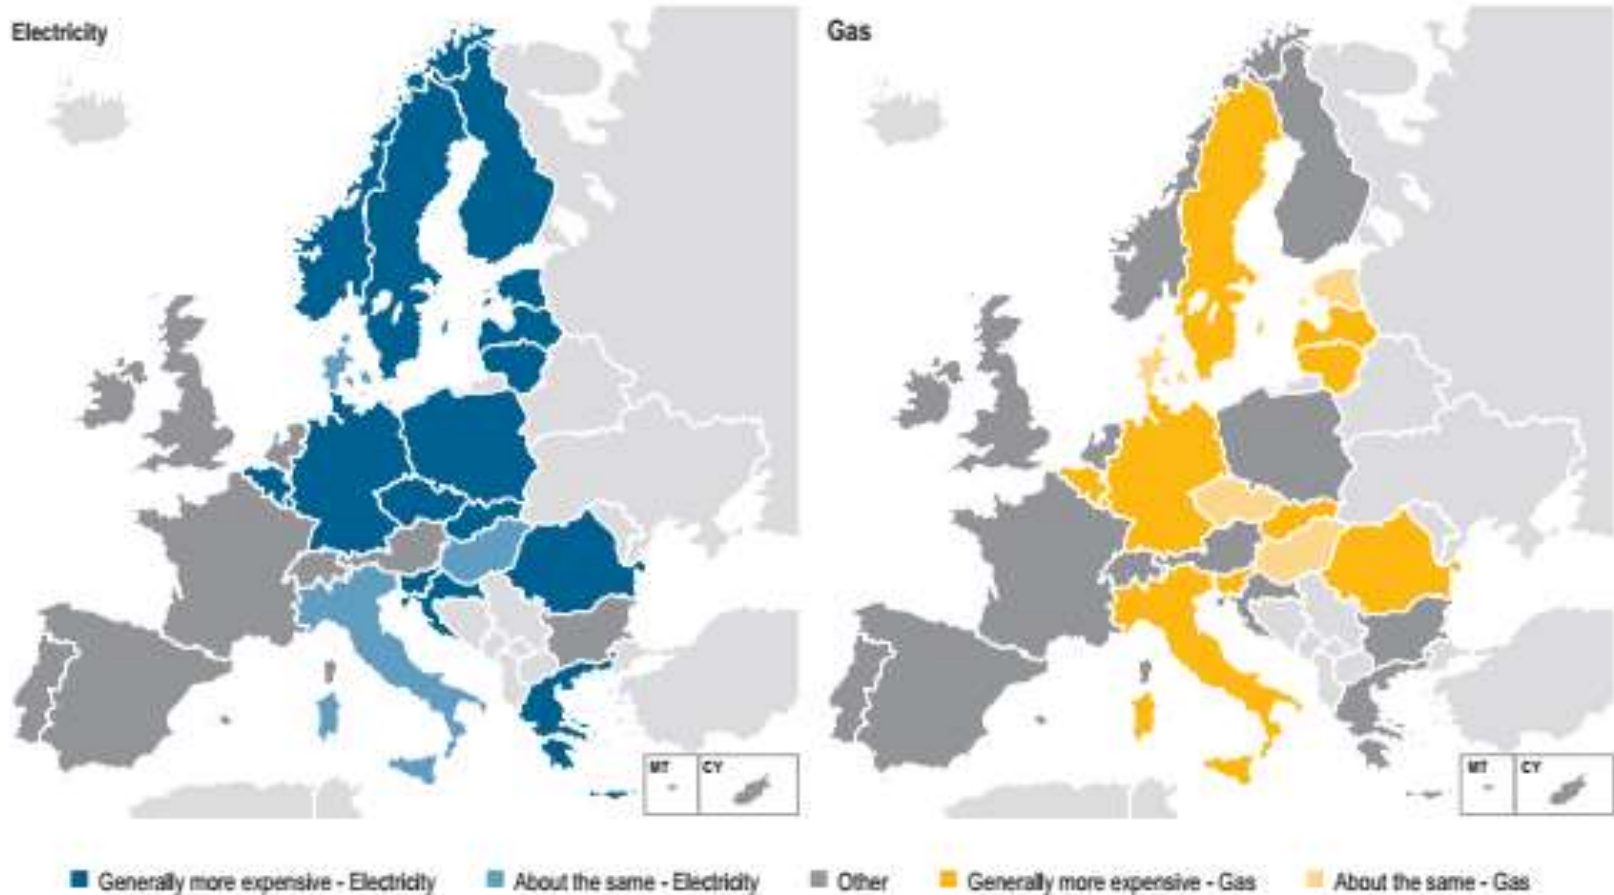 Electricity
Gas
MT CY
MT CY
Generally more expensive - Electricity
About the same - Electricity
Other
Generally more expensive - Gas
About the same - Gas